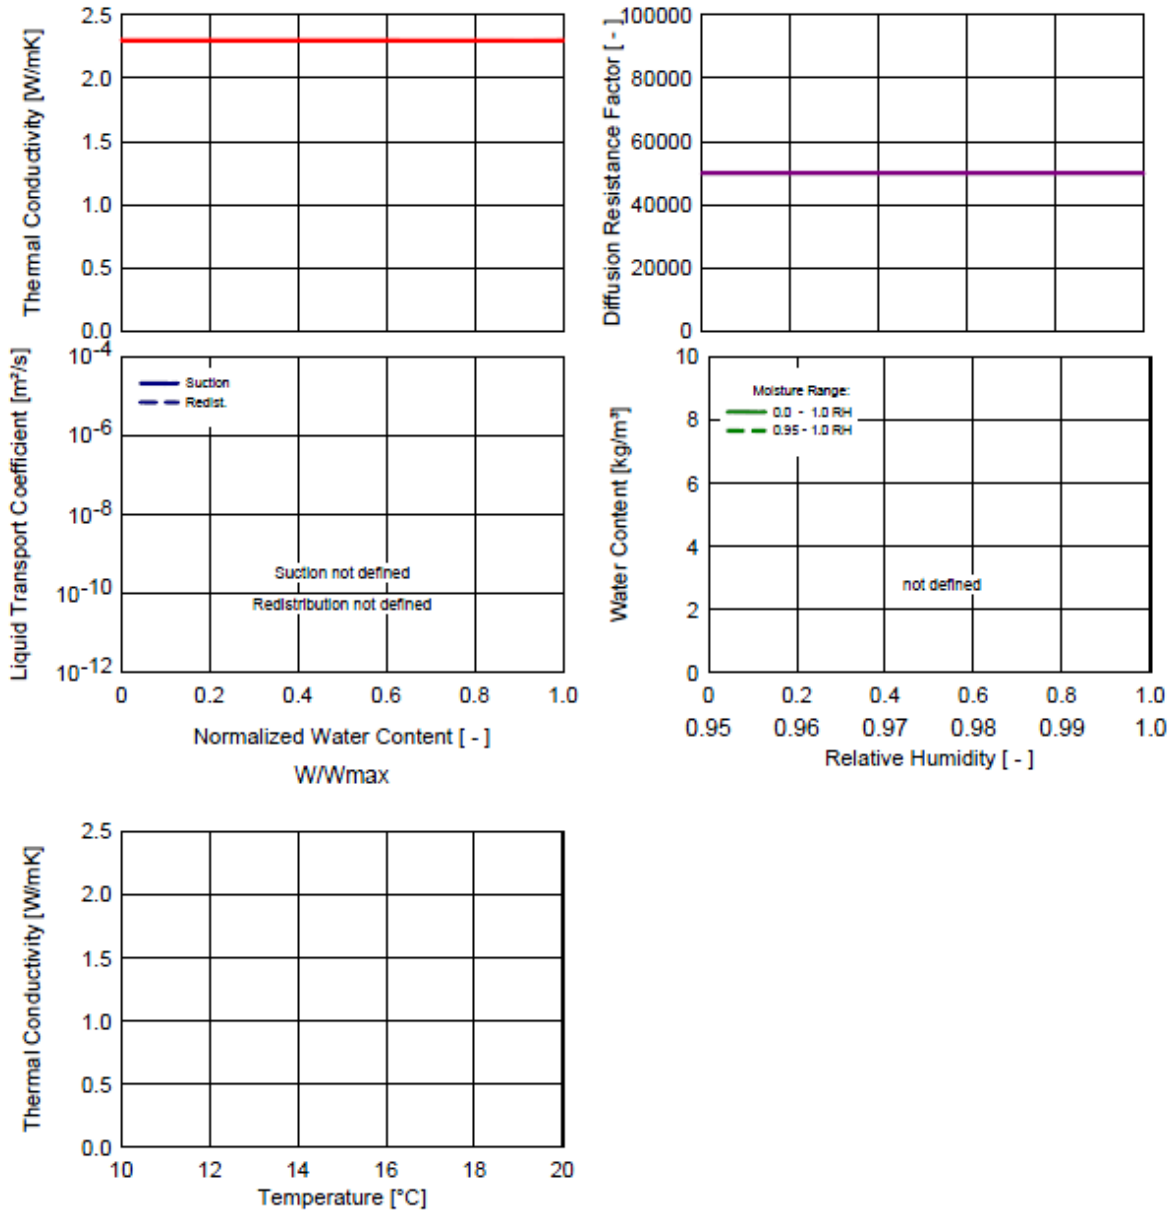 Thermal Conductivity [W/mK]
2.5
2.0
1.5
1.0
0.5
0.0
Diffusion Resistance Factor [ - ]
100000
80000
60000
40000
20000
0
Liquid Transport Coefficient [m²/s]
10-4
10-6
10-8
10-10
10-12
Suction
Redist.
Suction not defined
Redistribution not defined
0 0.2 0.4 0.6 0.8 1.0
Normalized Water Content [ - ]
W/Wmax
Water Content [kg/m³]
10
8
6
4
2
0
Moisture Range:
0.0 - 1.0 RH
0.95 - 1.0 RH
not defined
0 0.2 0.4 0.6 0.8 1.0
0.95 0.96 0.97 0.98 0.99 1.0
Relative Humidity [ - ]
Thermal Conductivity [W/mK]
2.5
2.0
1.5
1.0
0.5
0.0
10 12 14 16 18 20
Temperature [°C]